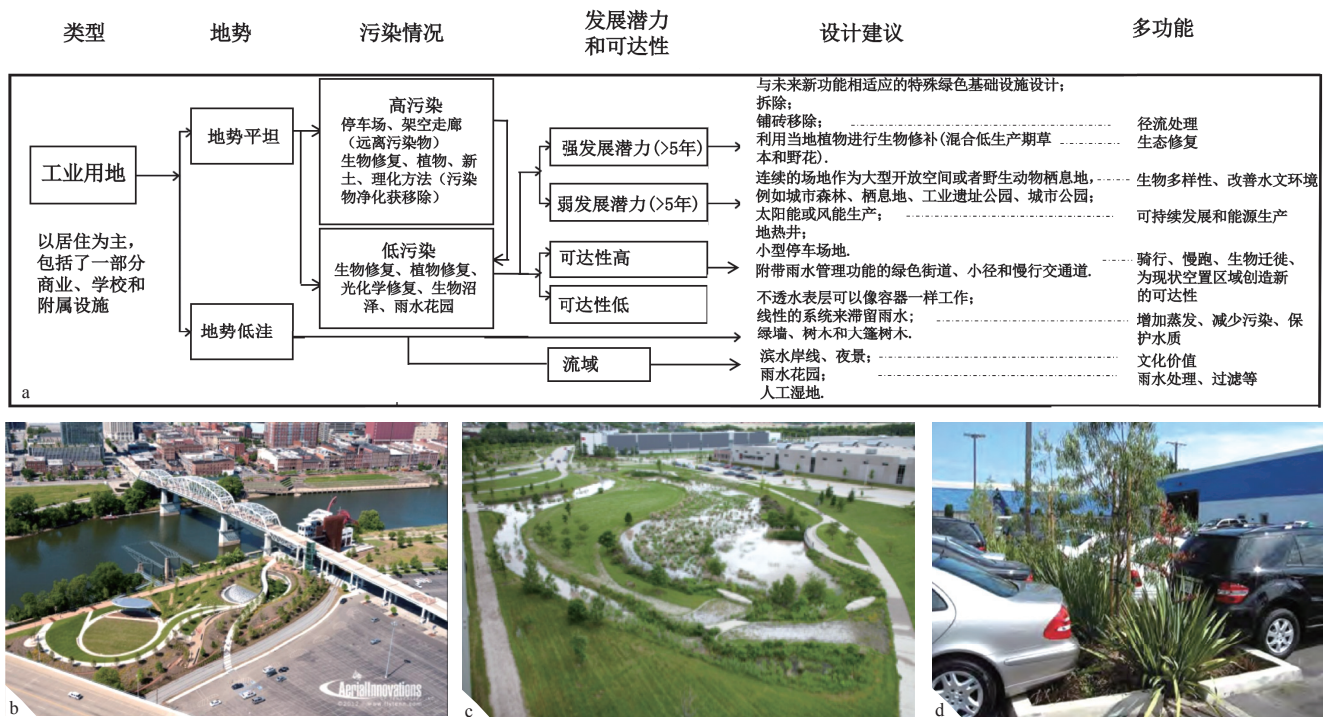 类型
地势
污染情况
发展潜力
和可达性
设计建议
多功能
工业用地
以居住为主，
包括了一部分
商业、学校和
附属设施
地势平坦
地势低洼
高污染
停车场、架空走廊
（远离污染物）
生物修复、植物、新
土、理化方法（污染
物净化获移除）
低污染
生物修复、植物修复、
光化学修复、生物沼
泽、雨水花园
强发展潜力(>5年)
弱发展潜力(>5年)
可达性高
可达性低
流域
与未来新功能相适应的特殊绿色基础设施设计；
拆除；
铺砖移除；
利用当地植物进行生物修补(混合低生产期草
本和野花).
连续的场地作为大型开放空间或者野生动物栖息地，
例如城市森林、栖息地、工业遗址公园、城市公园；
太阳能或风能生产；
地热井；
小型停车场地.
附带雨水管理功能的绿色街道、小径和慢行交通道.
不透水表层可以像容器一样工作；
线性的系统来滞留雨水；
绿墙、树木和大篷树木.
滨水岸线、夜景；
雨水花园；
人工湿地.
径流处理
生态修复
生物多样性、改善水文环境
可持续发展和能源生产
骑行、慢跑、生物迁徙、
为现状空置区域创造新
的可达性
增加蒸发、减少污染、保
护水质
文化价值
雨水处理、过滤等
a
AerialInnovations
b
c
d